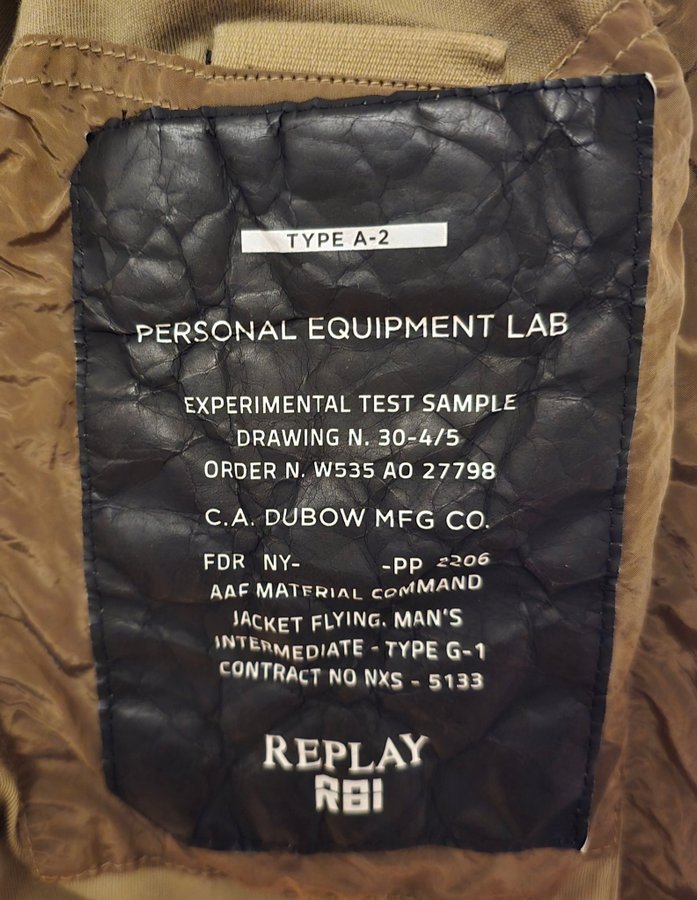 TYPE A-2
PERSONAL EQUIPMENT LAB
EXPERIMENTAL TEST SAMPLE
DRAWING N. 30-4/5
ORDER N. W535 AO 27798
C.A. DUBOW MFG CO.
FDR NY- -PP 2206
AAF MATERIAL COMMAND
JACKET FLYING. MAN'S
INTERMEDIATE - TYPE G-1
CONTRACT NO NXS - 5133
REPLAY
RBI